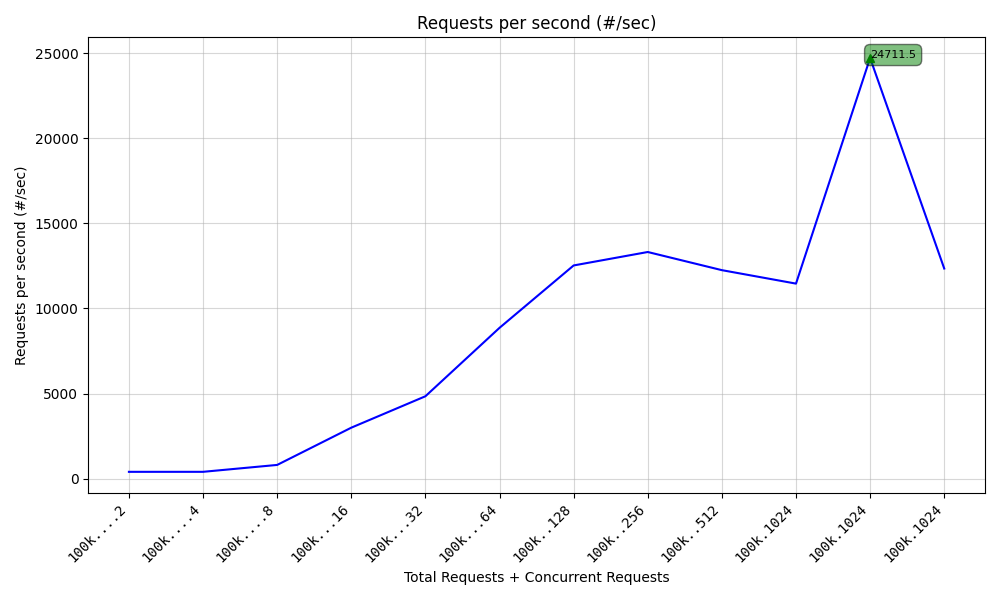 Requests per second (#/sec)
Requests per second (#/sec)
25000
20000
15000
10000
5000
0
24711.5
100k....2
100k....4
100k....8
100k...16
100k...32
100k...64
100k..128
100k..256
100k..512
100k.1024
100k.1024
100k.1024
Total Requests + Concurrent Requests